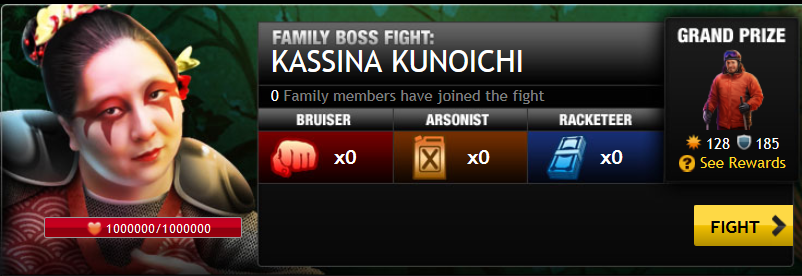 FAMILY BOSS FIGHT:
KASSINA KUNOICHI
0 Family members have joined the fight
BRUISER
ARSONIST
RACKETEER
x0
x0
x0
GRAND PRIZE
128
185
? See Rewards
1000000/1000000
FIGHT